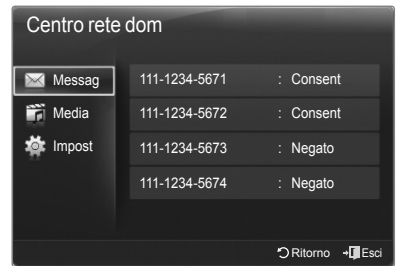 Centro rete dom
Messag
111-1234-5671 : Consent
Media
111-1234-5672 : Consent
Impost
111-1234-5673 : Negato
111-1234-5674 : Negato
Ritorno Esci